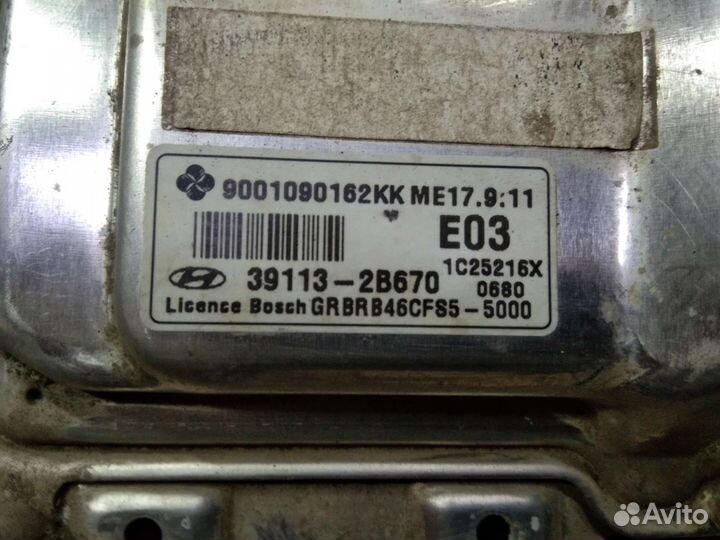 9001090162KK ME17.9.11
E03
1C25216X
39113-2B670
0680
Licence Bosch GRBRB46CFS5-5000
Avito